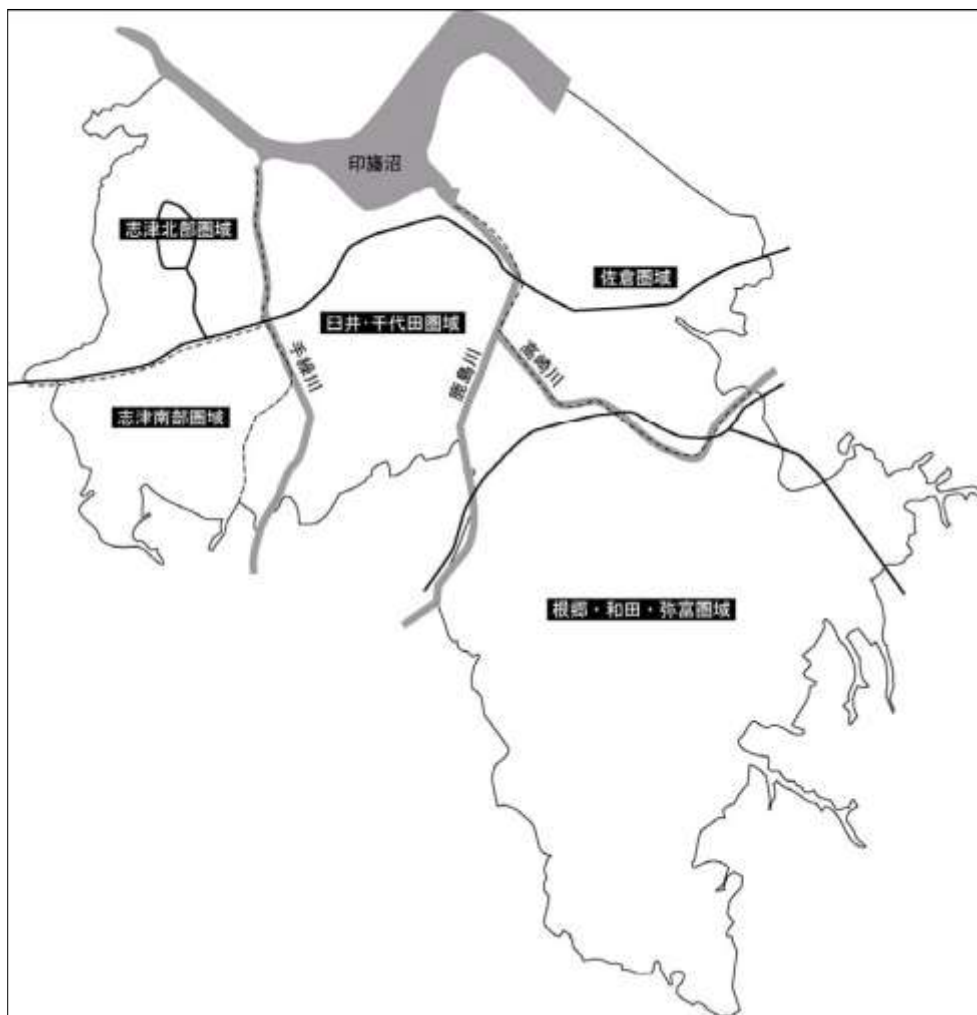 印旛沼
志津北部圏域
佐倉圏域
臼井・千代田圏域
手繰川
鹿島川
高崎川
志津南部圏域
根郷・和田・弥富圏域